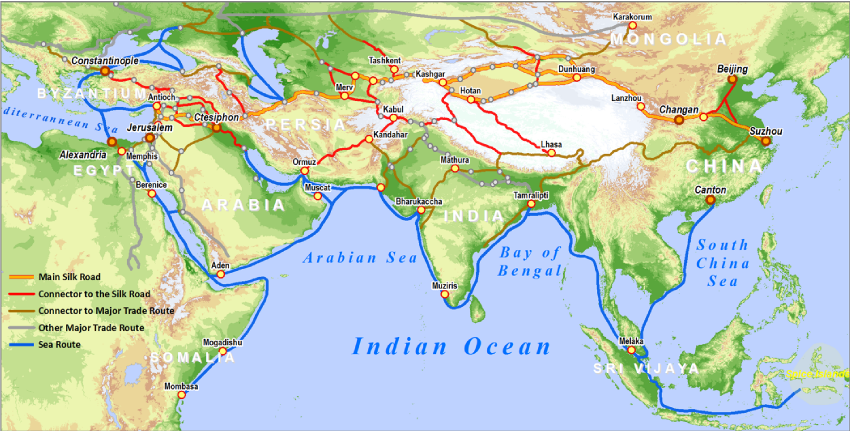 Karakorum
MONGOLIA
Constantinople
Tashkent
Kashgar
Dunhuang
Beijing
BYZANTIUM
Antioch
Merv
Hotan
Lanzhou
Changan
Mediterranean Sea
Ctesiphon
PERSIA
Kabul
Suzhou
Jerusalem
Kandahar
Lhasa
Alexandria
Memphis
Ormuz
Mathura
CHINA
EGYPT
Berenice
Muscat
Bharukaccha
Tamralipti
Canton
ARABIA
INDIA
Arabian Sea
Bay of
Bengal
South
China
Sea
Aden
Main Silk Road
Connector to the Silk Road
Connector to Major Trade Route
Other Major Trade Route
Sea Route
Muziris
Mogadishu
SOMALIA
Indian Ocean
Melaka
SRI VIJAYA
Mombasa